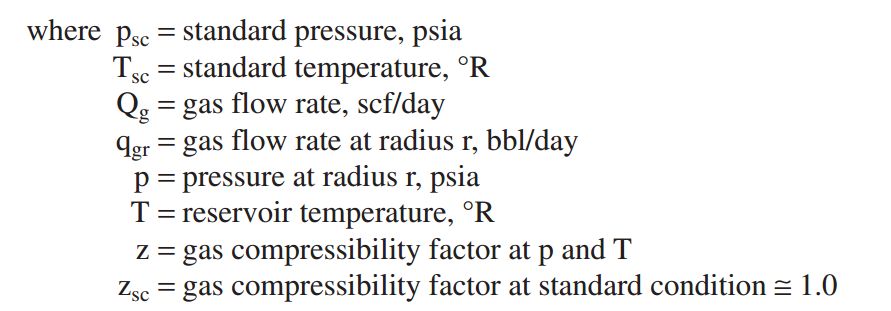 where p_sc = standard pressure, psia
T_sc = standard temperature, °R
Q_g = gas flow rate, scf/day
q_gr = gas flow rate at radius r, bbl/day
p = pressure at radius r, psia
T = reservoir temperature, °R
z = gas compressibility factor at p and T
z_sc = gas compressibility factor at standard condition ≅ 1.0